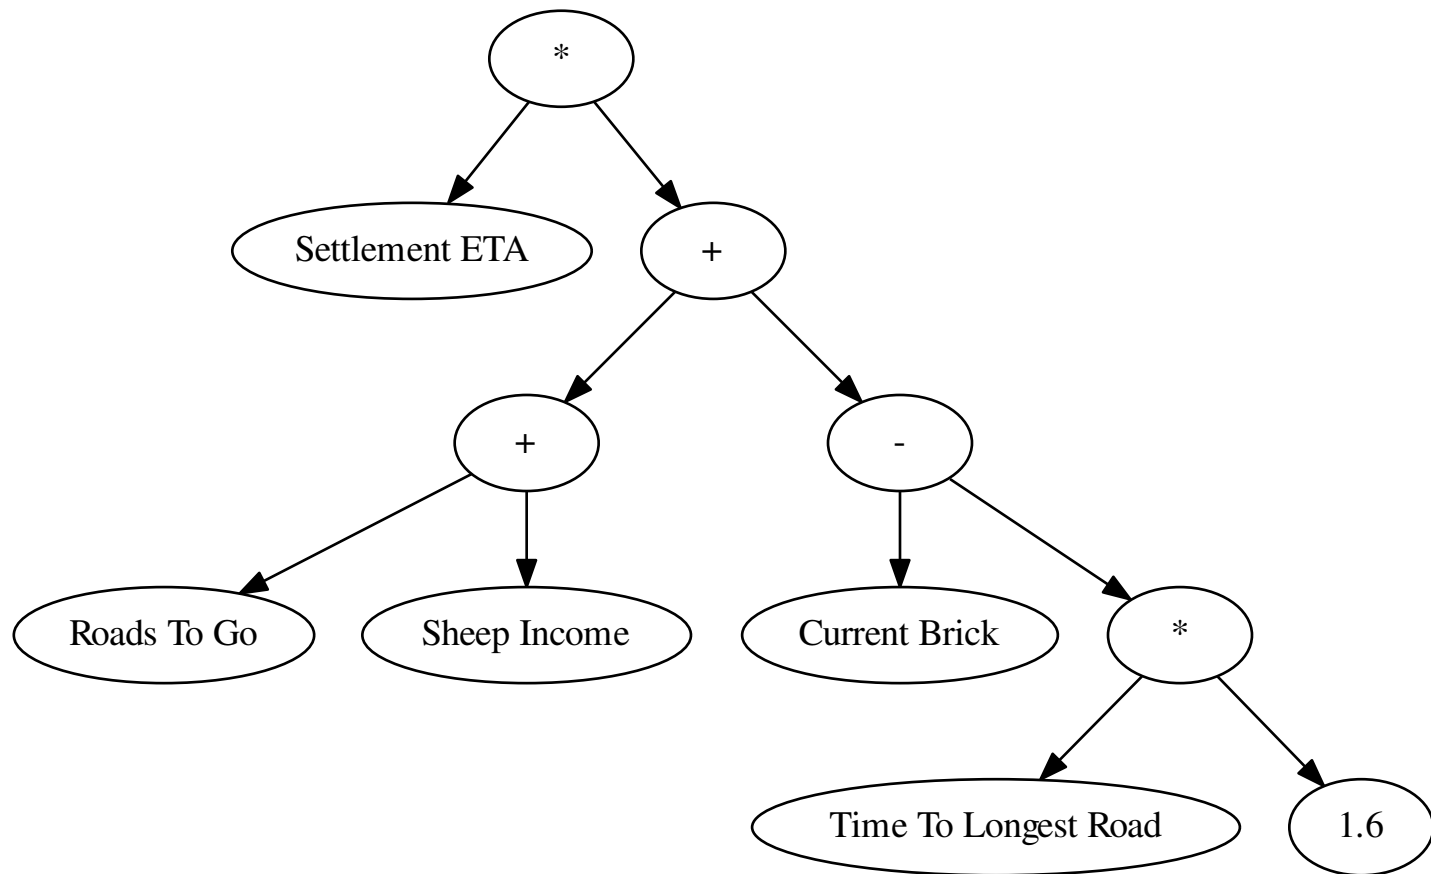 *
Settlement ETA
+
+
-
Roads To Go
Sheep Income
Current Brick
*
Time To Longest Road
1.6